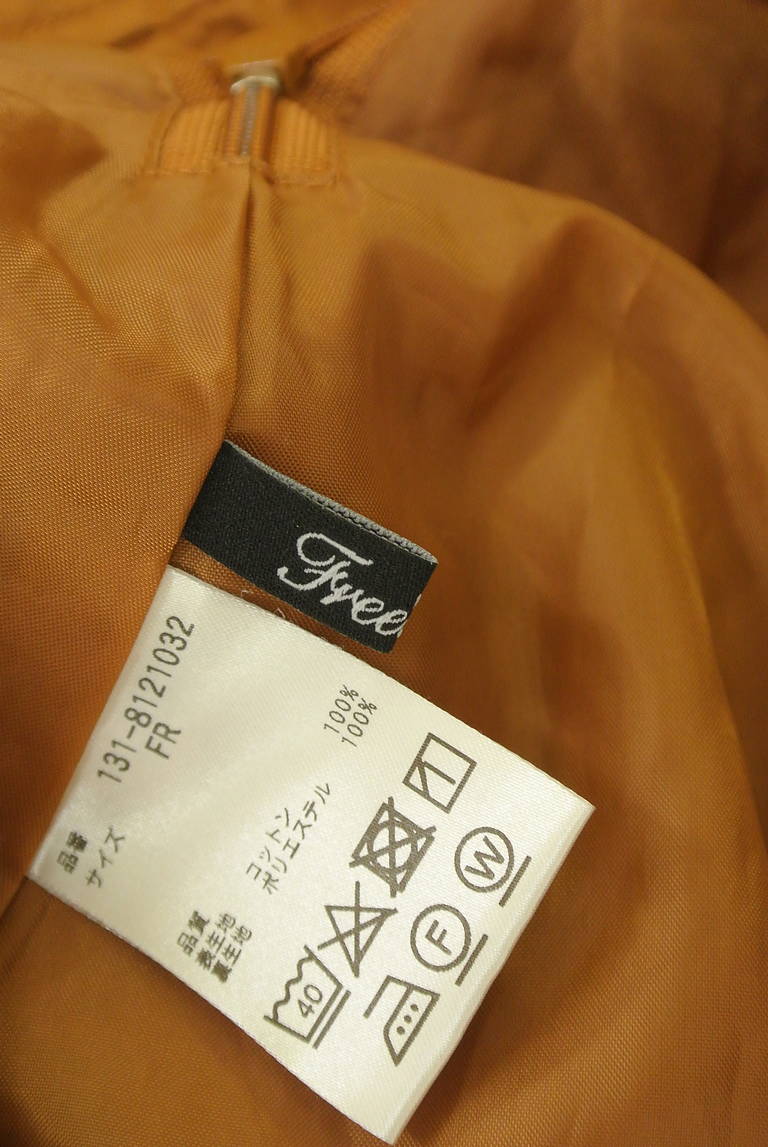 Free
品番 131-8121032
サイズ FR
品質
表生地 コットン 100%
裏生地 ポリエステル 100%
40
F
W